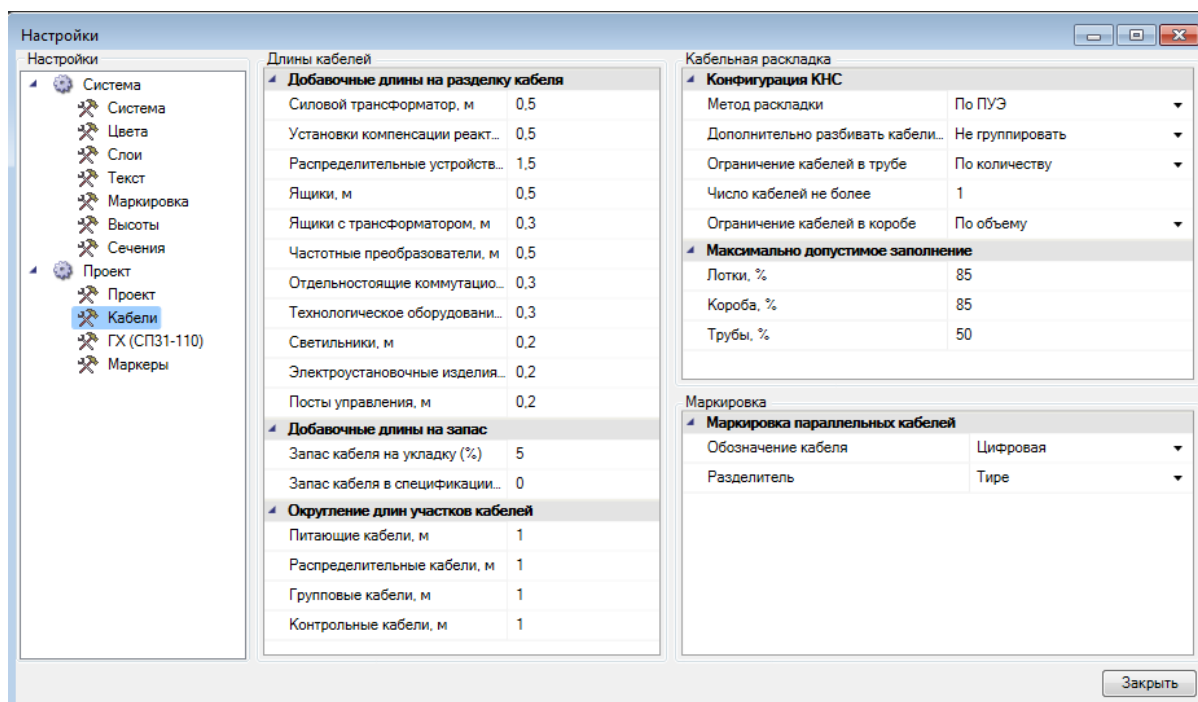 Настройки
Настройки
Система
Система
Цвета
Слои
Текст
Маркировка
Высоты
Сечения
Проект
Проект
Кабели
ГХ (СП31-110)
Маркеры
Длины кабелей
Добавочные длины на разделку кабеля
Силовой трансформатор, м 0,5
Установки компенсации реакт... 0,5
Распределительные устройств... 1,5
Ящики, м 0,5
Ящики с трансформатором, м 0,3
Частотные преобразователи, м 0,5
Отдельностоящие коммутацио... 0,3
Технологическое оборудовани... 0,3
Светильники, м 0,2
Электроустановочные изделия... 0,2
Посты управления, м 0,2
Добавочные длины на запас
Запас кабеля на укладку (%) 5
Запас кабеля в спецификации... 0
Округление длин участков кабелей
Питающие кабели, м 1
Распределительные кабели, м 1
Групповые кабели, м 1
Контрольные кабели, м 1
Кабельная раскладка
Конфигурация КНС
Метод раскладки По ПУЭ
Дополнительно разбивать кабели... Не группировать
Ограничение кабелей в трубе По количеству
Число кабелей не более 1
Ограничение кабелей в коробе По объему
Максимально допустимое заполнение
Лотки, % 85
Короба, % 85
Трубы, % 50
Маркировка
Маркировка параллельных кабелей
Обозначение кабеля Цифровая
Разделитель Тире
Закрыть